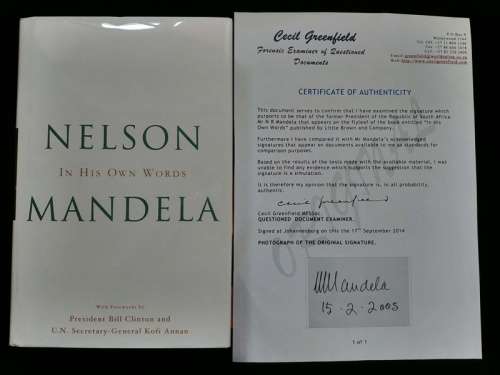 NELSON
IN HIS OWN WORDS
MANDELA
With Forewords by
President Bill Clinton and
U.N. Secretary-General Kofi Annan
Cecil Greenfield
Forensic Examiner of Questioned
Documents
CERTIFICATE OF AUTHENTICITY
This document serves to confirm that I have examined the signature which
purports to be that of the former President of the Republic of South Africa
Mr N R Mandela that appears on the flyleaf of the book entitled "In His
Own Words" published by Little Brown and Company.
Furthermore I have compared it with Mr Mandela's acknowledged
signatures that appear on documents available to me as standards for
comparison purposes.
Based on the results of the tests made with the available material, I was
unable to find any evidence which supports the suggestion that the
signature is a simulation.
It is therefore my opinion that the signature is, in all probability,
authentic.
Cecil Greenfield
Cecil Greenfield MFSSoc
QUESTIONED DOCUMENT EXAMINER.
Signed at Johannesburg on this the 17th September 2014
PHOTOGRAPH OF THE ORIGINAL SIGNATURE.
Mandela
15-2-2005
1 of 1